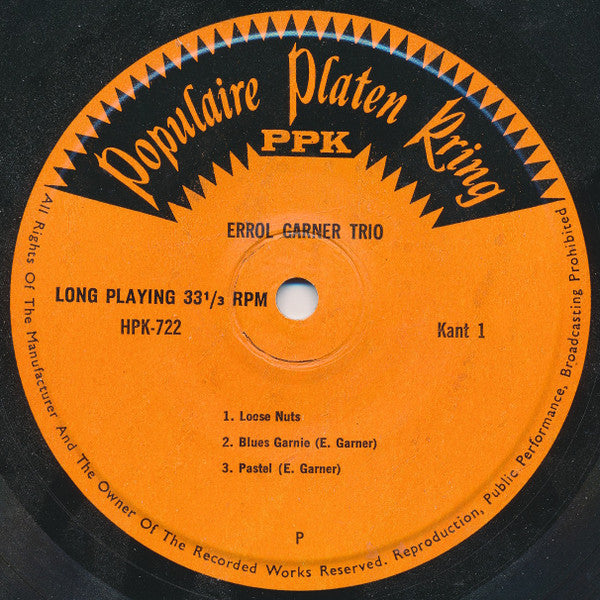 Populaire Platen Kring
PPK
ERROL GARNER TRIO
LONG PLAYING 33 1/3 RPM
HPK-722
Kant 1
1. Loose Nuts
2. Blues Garnie (E. Garner)
3. Pastel (E. Garner)
P
All Rights Of The Manufacturer And The Owner Of The Recorded Works Reserved. Reproduction, Public Performance, Broadcasting Prohibited